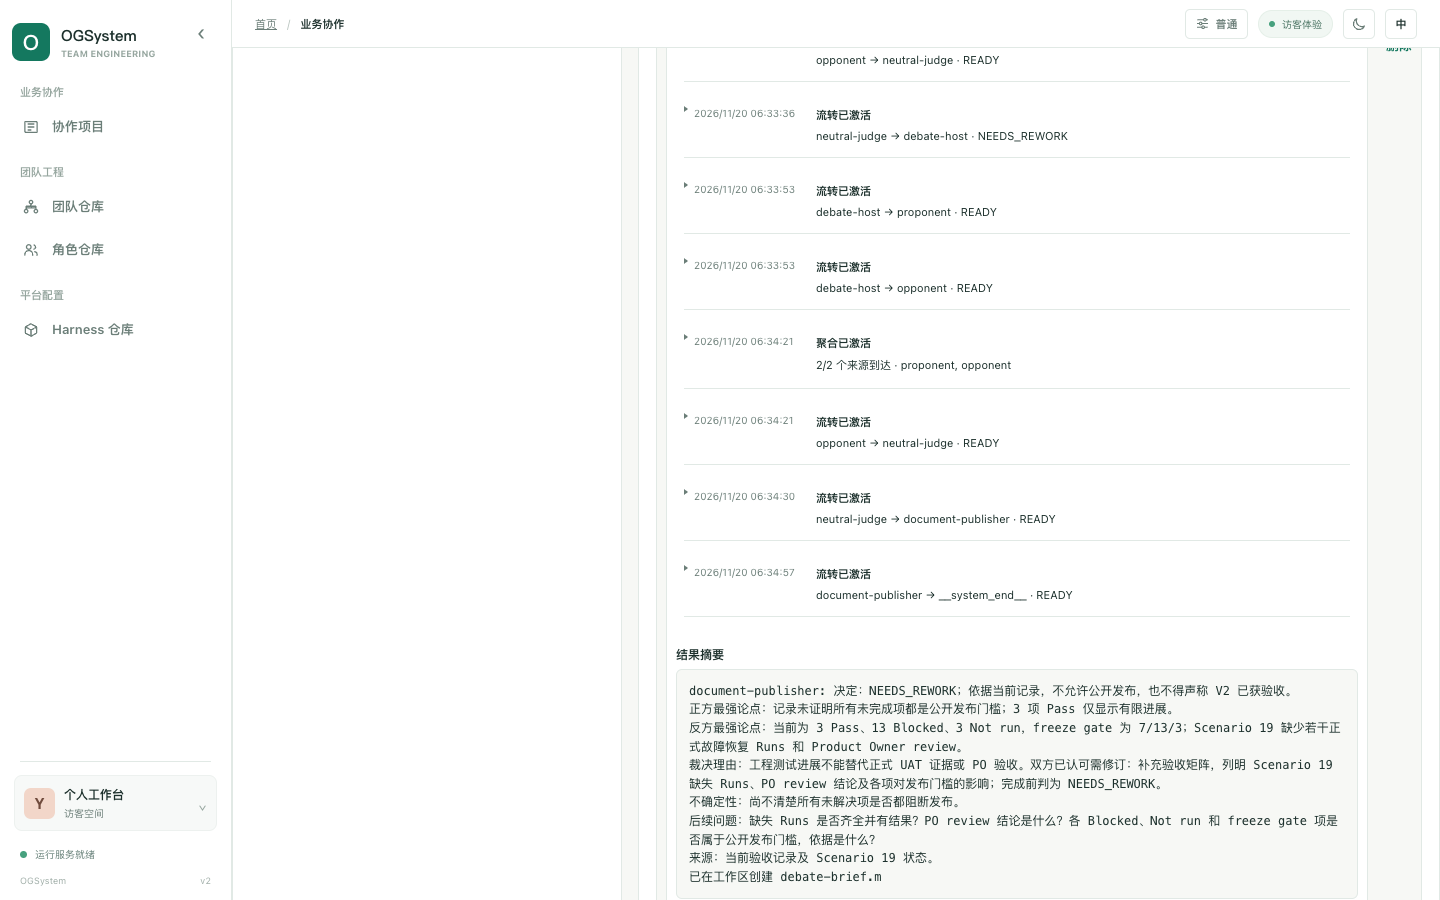 O
OGSystem
TEAM ENGINEERING
业务协作
协作项目
团队工程
团队仓库
角色仓库
平台配置
Harness 仓库
Y
个人工作台
访客空间
运行服务就绪
OGSystem
v2
首页 / 业务协作
普通
访客体验
中
opponent → neutral-judge · READY
2026/11/20 06:33:36
流转已激活
neutral-judge → debate-host · NEEDS_REWORK
2026/11/20 06:33:53
流转已激活
debate-host → proponent · READY
2026/11/20 06:33:53
流转已激活
debate-host → opponent · READY
2026/11/20 06:34:21
聚合已激活
2/2 个来源到达 · proponent, opponent
2026/11/20 06:34:21
流转已激活
opponent → neutral-judge · READY
2026/11/20 06:34:30
流转已激活
neutral-judge → document-publisher · READY
2026/11/20 06:34:57
流转已激活
document-publisher → __system_end__ · READY
结果摘要
document-publisher: 决定：NEEDS_REWORK；依据当前记录，不允许公开发布，也不得声称 V2 已获验收。
正方最强论点：记录未证明所有未完成项都是公开发布门槛；3 项 Pass 仅显示有限进展。
反方最强论点：当前为 3 Pass、13 Blocked、3 Not run，freeze gate 为 7/13/3；Scenario 19 缺少若干正
式故障恢复 Runs 和 Product Owner review。
裁决理由：工程测试进展不能替代正式 UAT 证据或 PO 验收。双方已认可需修订：补充验收矩阵，列明 Scenario 19
缺失 Runs、PO review 结论及各项对发布门槛的影响；完成前判为 NEEDS_REWORK。
不确定性：尚不清楚所有未解决项是否都阻断发布。
后续问题：缺失 Runs 是否齐全并有结果？PO review 结论是什么？各 Blocked、Not run 和 freeze gate 项是
否属于公开发布门槛，依据是什么？
来源：当前验收记录及 Scenario 19 状态。
已在工作区创建 debate-brief.m